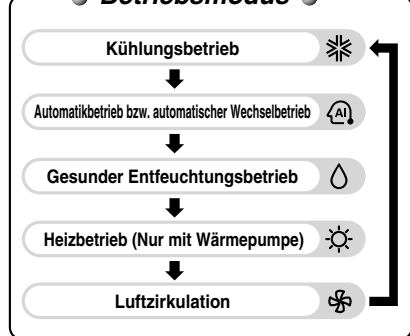 Betriebsmodus
Kühlungsbetrieb
Automatikbetrieb bzw. automatischer Wechselbetrieb
AI
Gesunder Entfeuchtungsbetrieb
Heizbetrieb (Nur mit Wärmepumpe)
Luftzirkulation